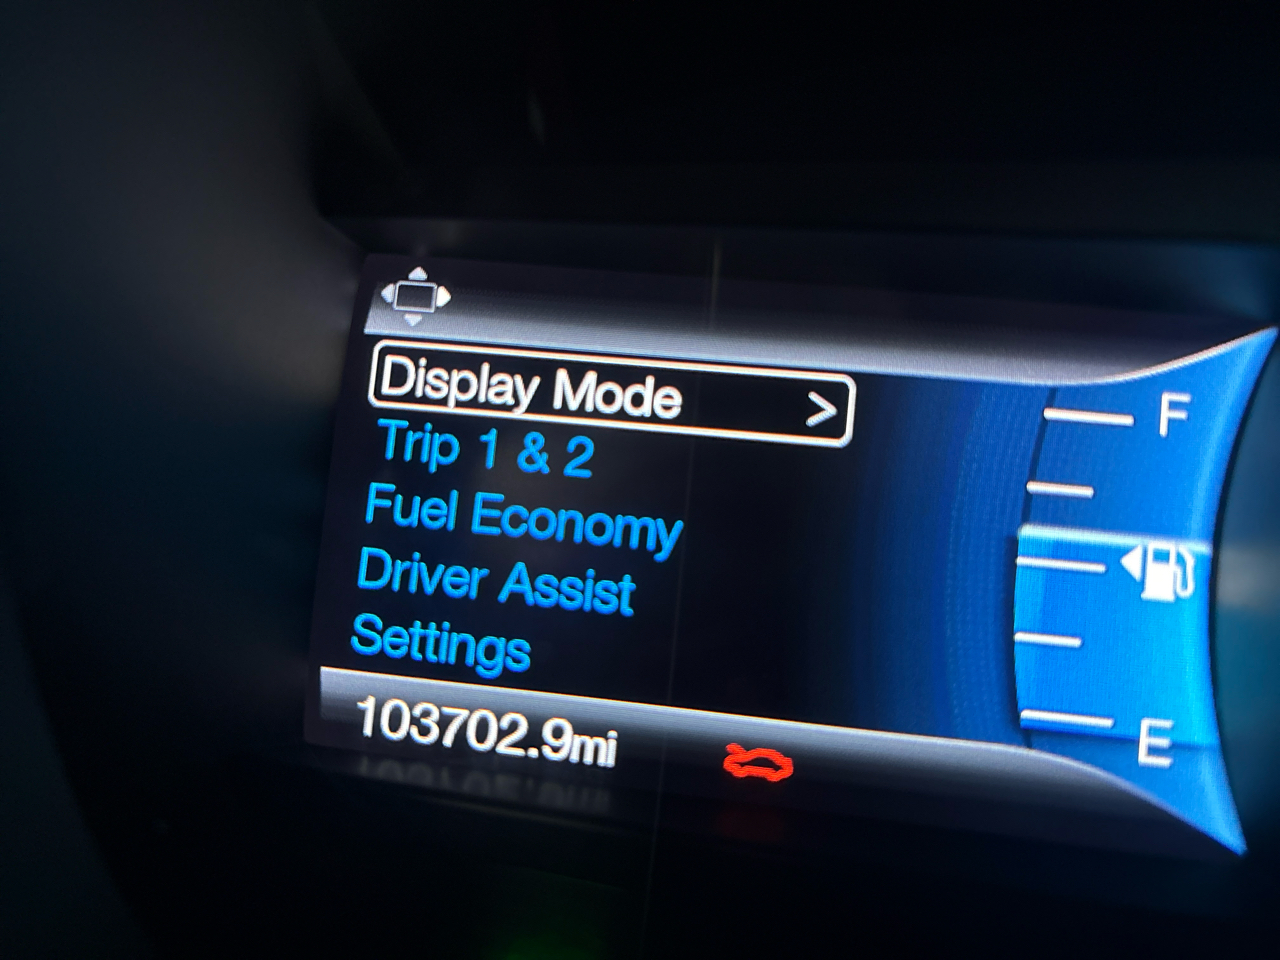 Display Mode >
Trip 1 & 2
Fuel Economy
Driver Assist
Settings
103702.9mi
F
E